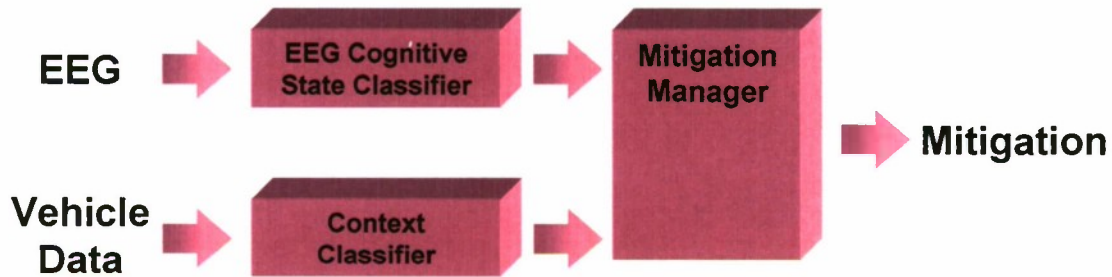 EEG
EEG Cognitive
State Classifier
Mitigation
Manager
Mitigation
Vehicle
Data
Context
Classifier